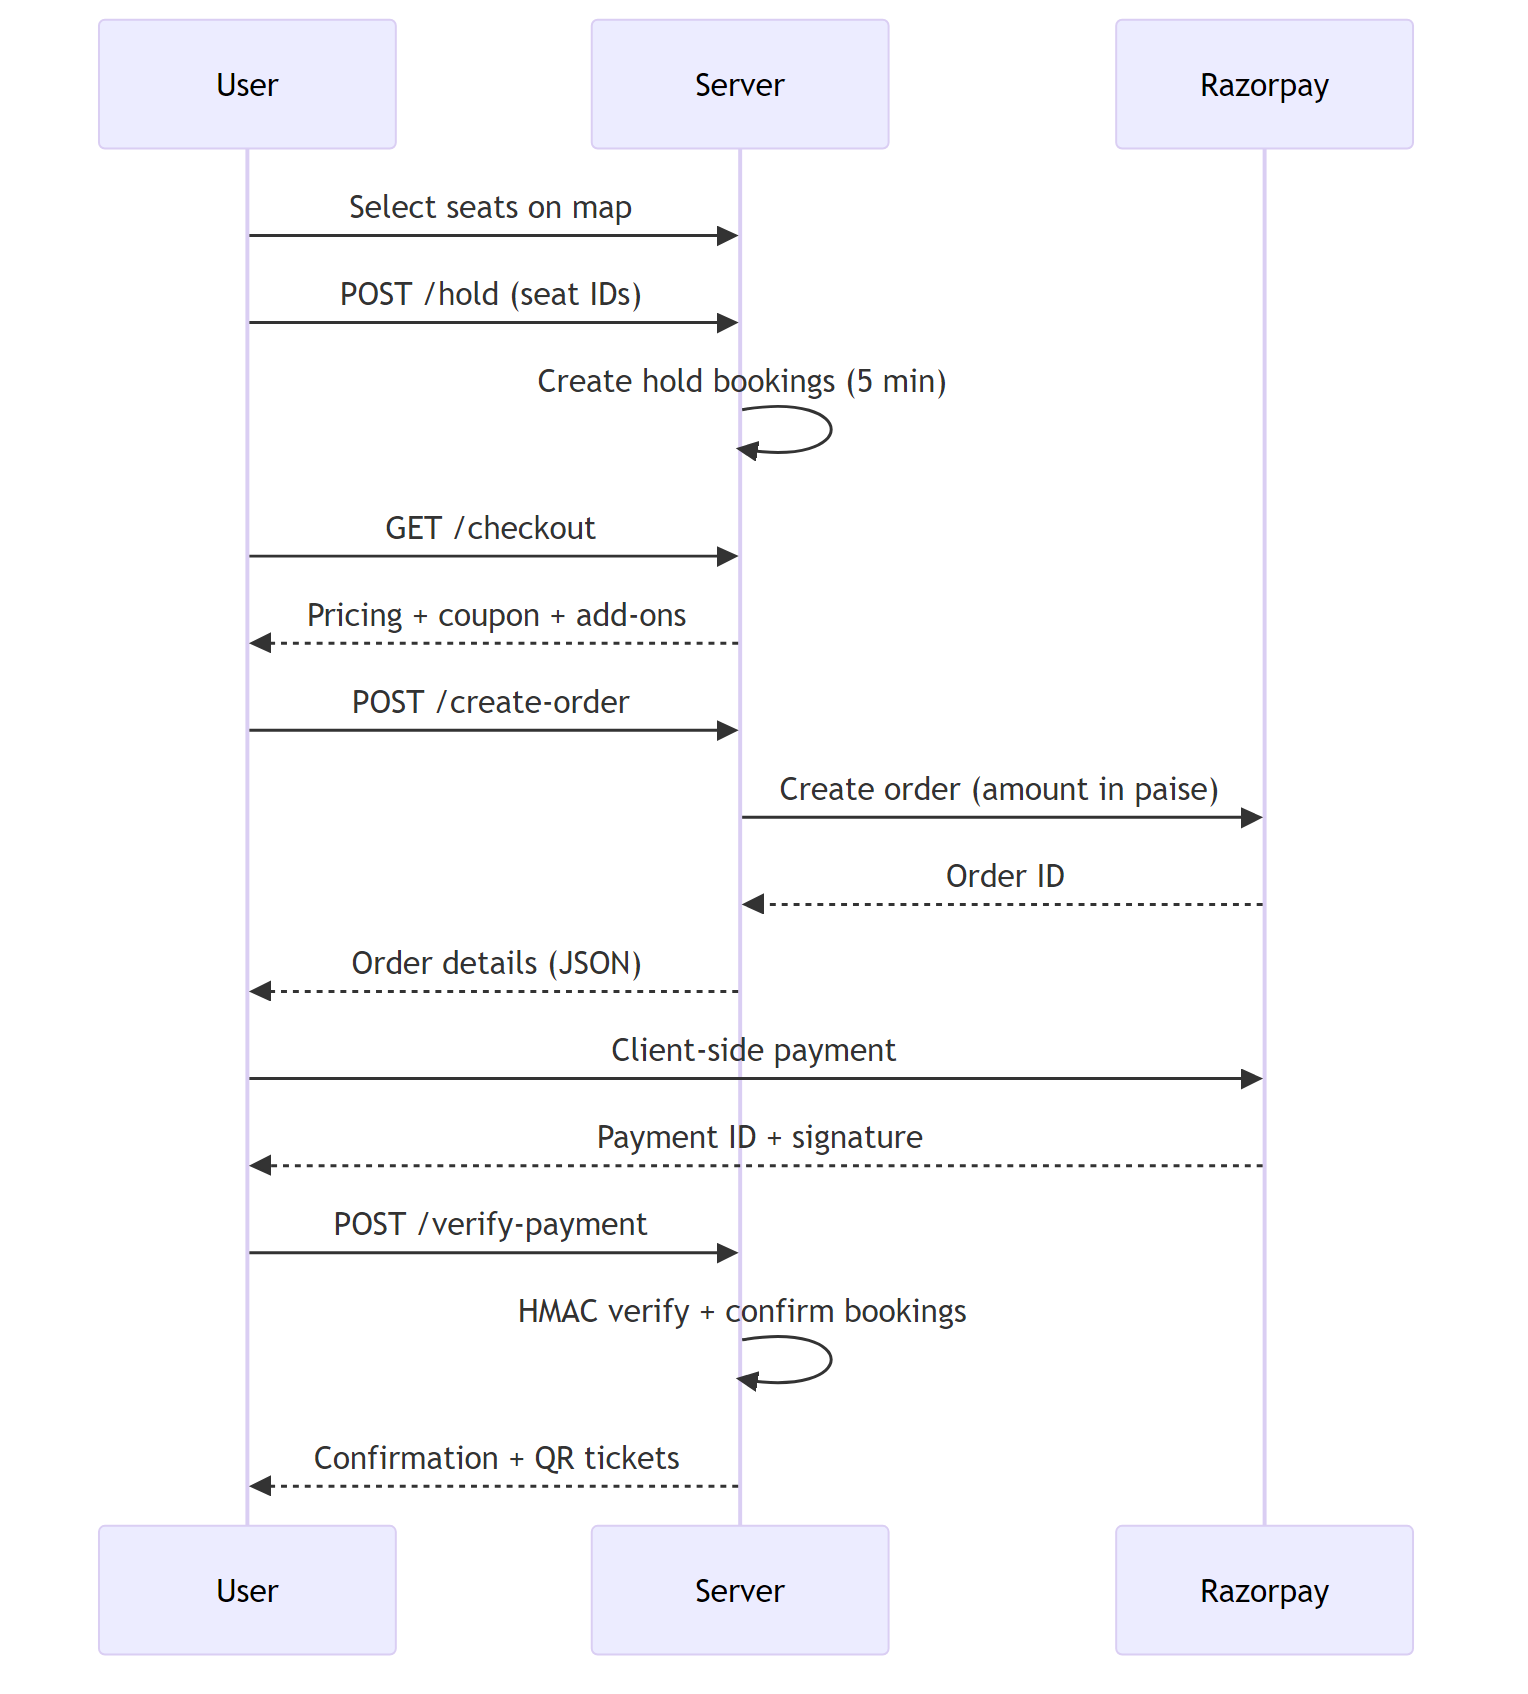 User
Server
Razorpay
Select seats on map
POST /hold (seat IDs)
Create hold bookings (5 min)
GET /checkout
Pricing + coupon + add-ons
POST /create-order
Create order (amount in paise)
Order ID
Order details (JSON)
Client-side payment
Payment ID + signature
POST /verify-payment
HMAC verify + confirm bookings
Confirmation + QR tickets
User
Server
Razorpay